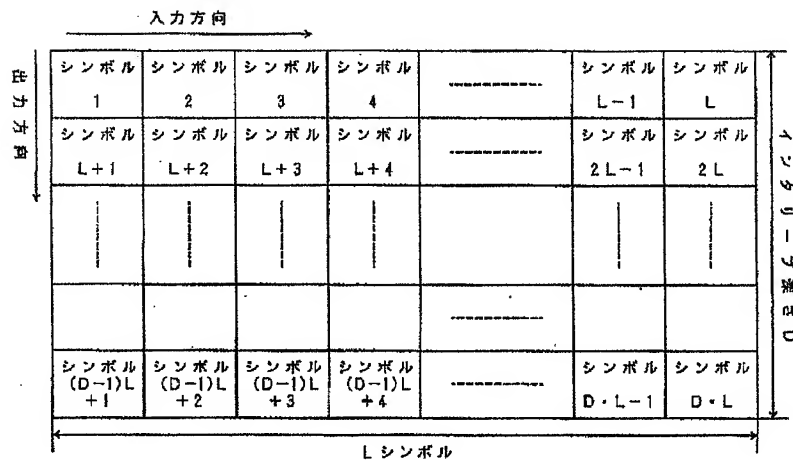 入力方向
出力方向
シンボル シンボル シンボル シンボル シンボル シンボル
1 2 3 4 L-1 L
シンボル シンボル シンボル シンボル シンボル シンボル
L+1 L+2 L+3 L+4 2L-1 2L
シンボル シンボル シンボル シンボル シンボル シンボル
(D-1)L (D-1)L (D-1)L (D-1)L
+1 +2 +3 +4 D・L-1 D・L
インタリーブ深さD
Lシンボル